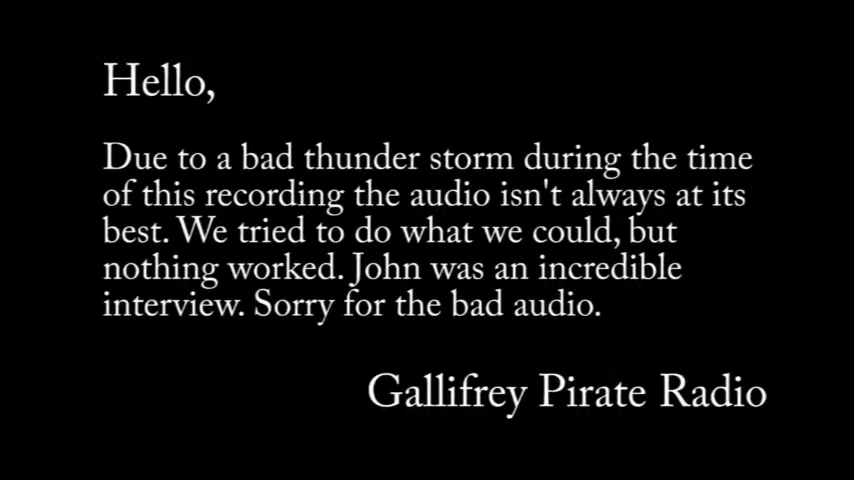 Hello,
Due to a bad thunder storm during the time
of this recording the audio isn't always at its
best. We tried to do what we could, but
nothing worked. John was an incredible
interview. Sorry for the bad audio.
Gallifrey Pirate Radio